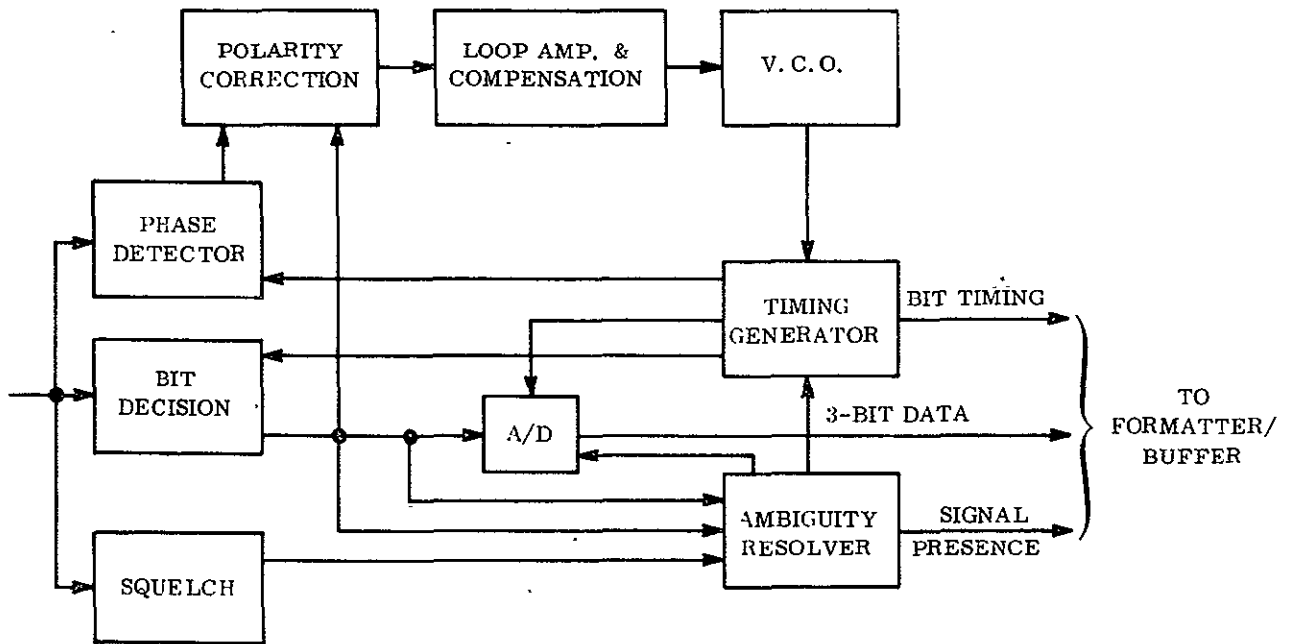 POLARITY
CORRECTION
LOOP AMP. &
COMPENSATION
V. C. O.
PHASE
DETECTOR
TIMING
GENERATOR
BIT TIMING
BIT
DECISION
A/D
3-BIT DATA
TO
FORMATTER/
BUFFER
SQUELCH
AMBIGUITY
RESOLVER
SIGNAL
PRESENCE